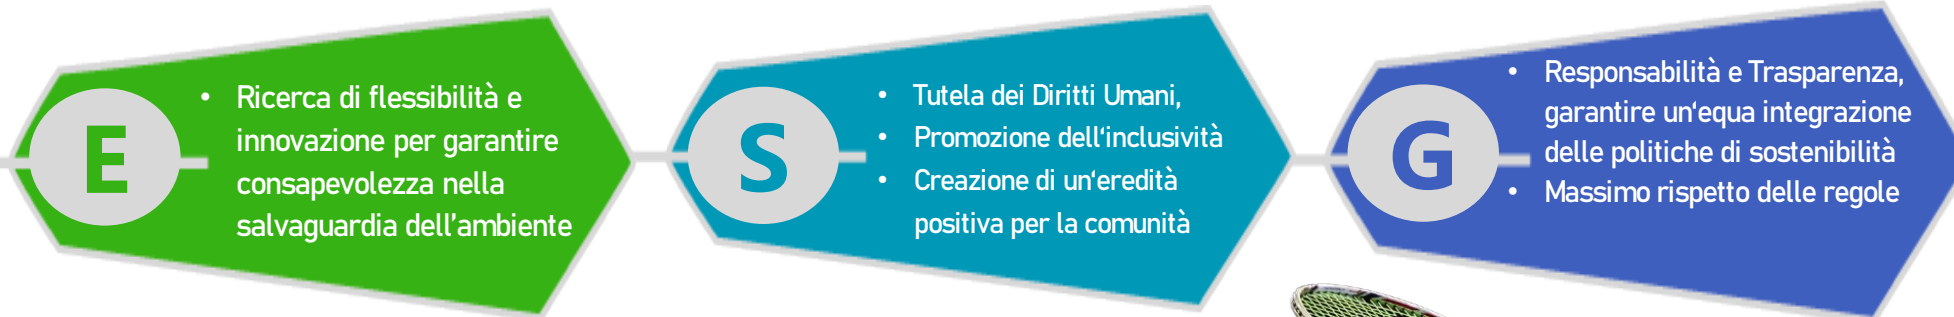 E
• Ricerca di flessibilità e
innovazione per garantire
consapevolezza nella
salvaguardia dell’ambiente
S
• Tutela dei Diritti Umani,
• Promozione dell‘inclusività
• Creazione di un‘eredità
positiva per la comunità
G
• Responsabilità e Trasparenza,
garantire un‘equa integrazione
delle politiche di sostenibilità
• Massimo rispetto delle regole